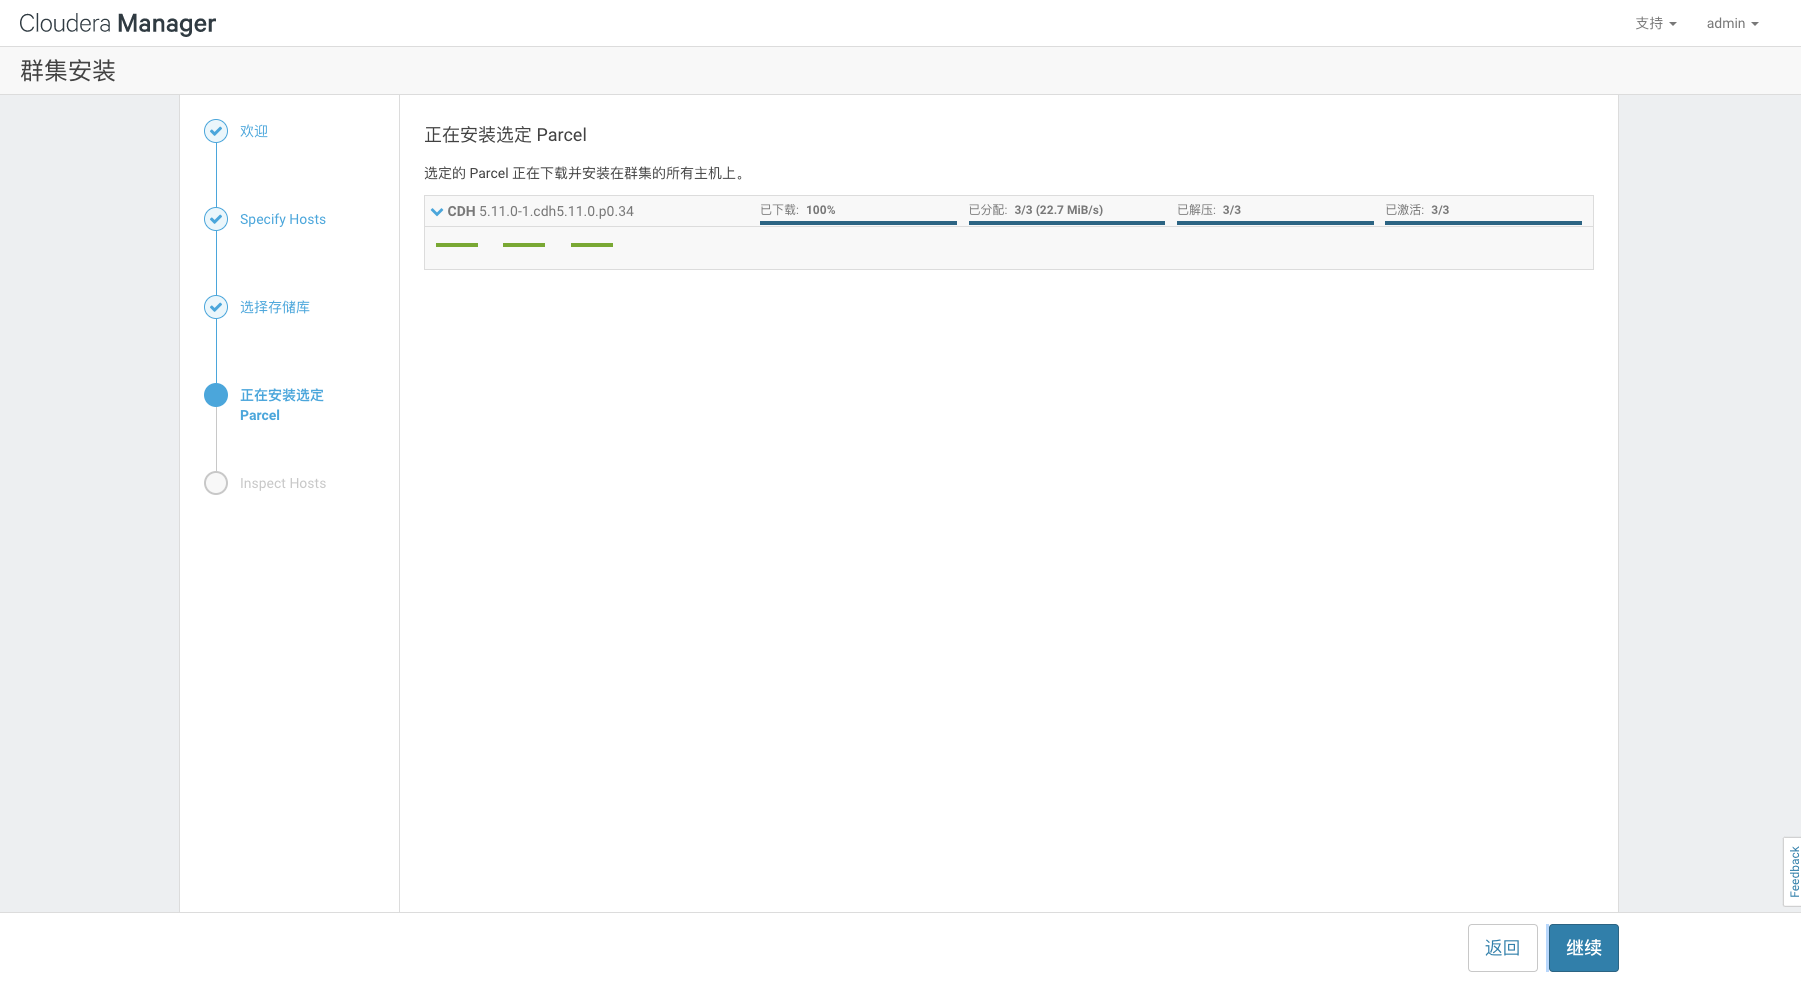 Cloudera Manager
支持 admin
群集安装
欢迎
Specify Hosts
选择存储库
正在安装选定
Parcel
Inspect Hosts
正在安装选定 Parcel
选定的 Parcel 正在下载并安装在群集的所有主机上。
CDH 5.11.0-1.cdh5.11.0.p0.34 已下载: 100% 已分配: 3/3 (22.7 MiB/s) 已解压: 3/3 已激活: 3/3
Feedback
返回 继续